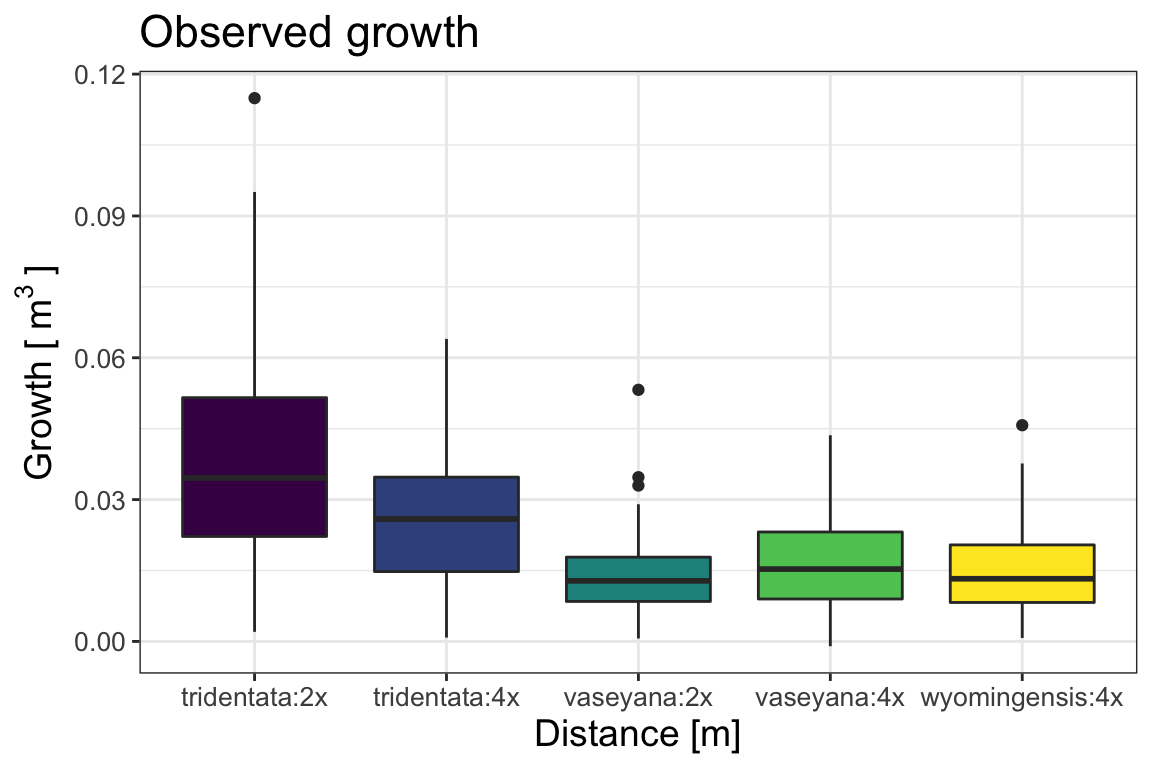 Observed growth
Growth [ m³ ]
0.12
0.09
0.06
0.03
0.00
tridentata:2x tridentata:4x vaseyana:2x vaseyana:4x wyomingensis:4x
Distance [m]